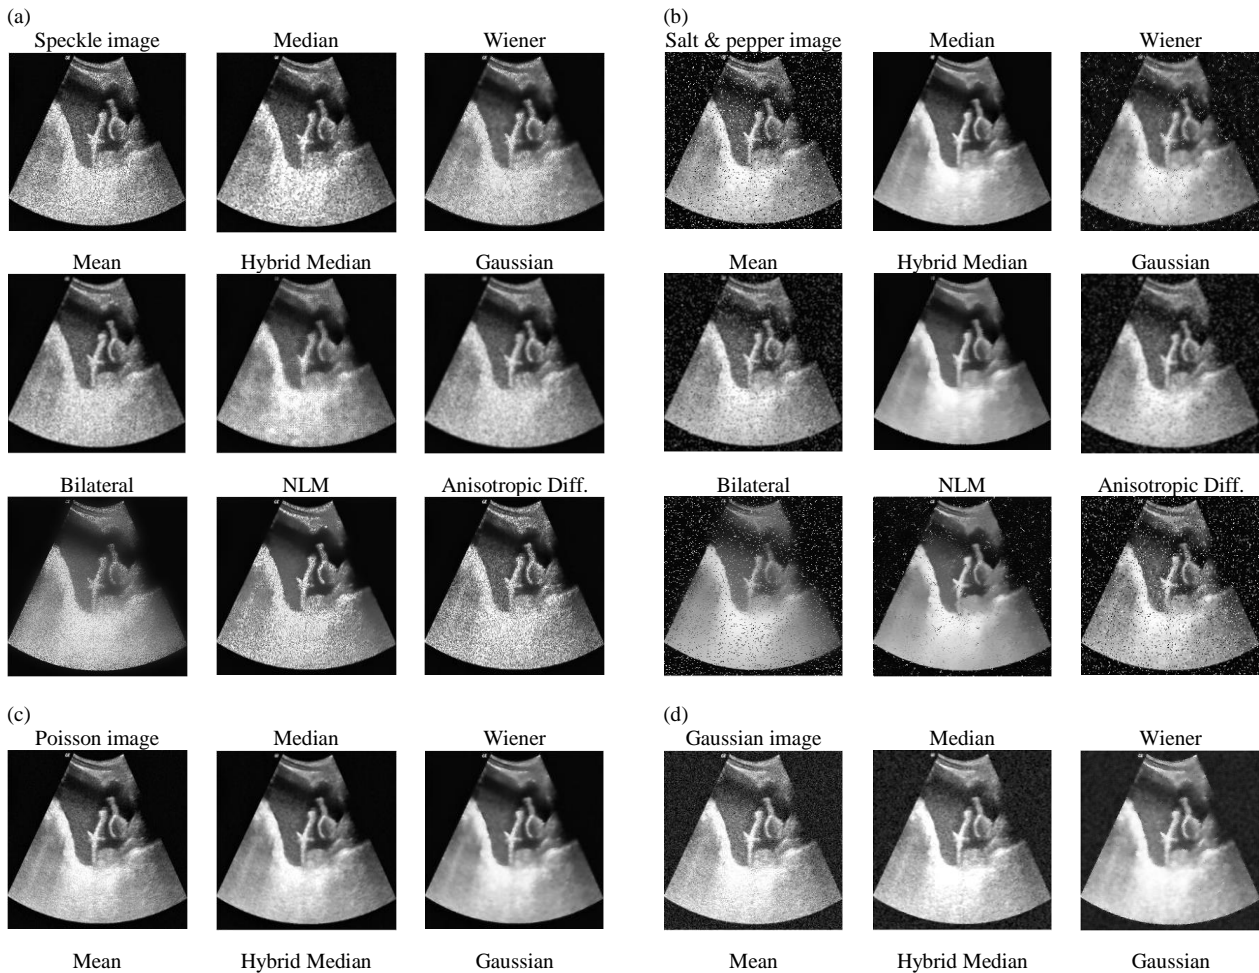 (a)
Speckle image Median Wiener
Mean Hybrid Median Gaussian
Bilateral NLM Anisotropic Diff.
(b)
Salt & pepper image Median Wiener
Mean Hybrid Median Gaussian
Bilateral NLM Anisotropic Diff.
(c)
Poisson image Median Wiener
Mean Hybrid Median Gaussian
(d)
Gaussian image Median Wiener
Mean Hybrid Median Gaussian